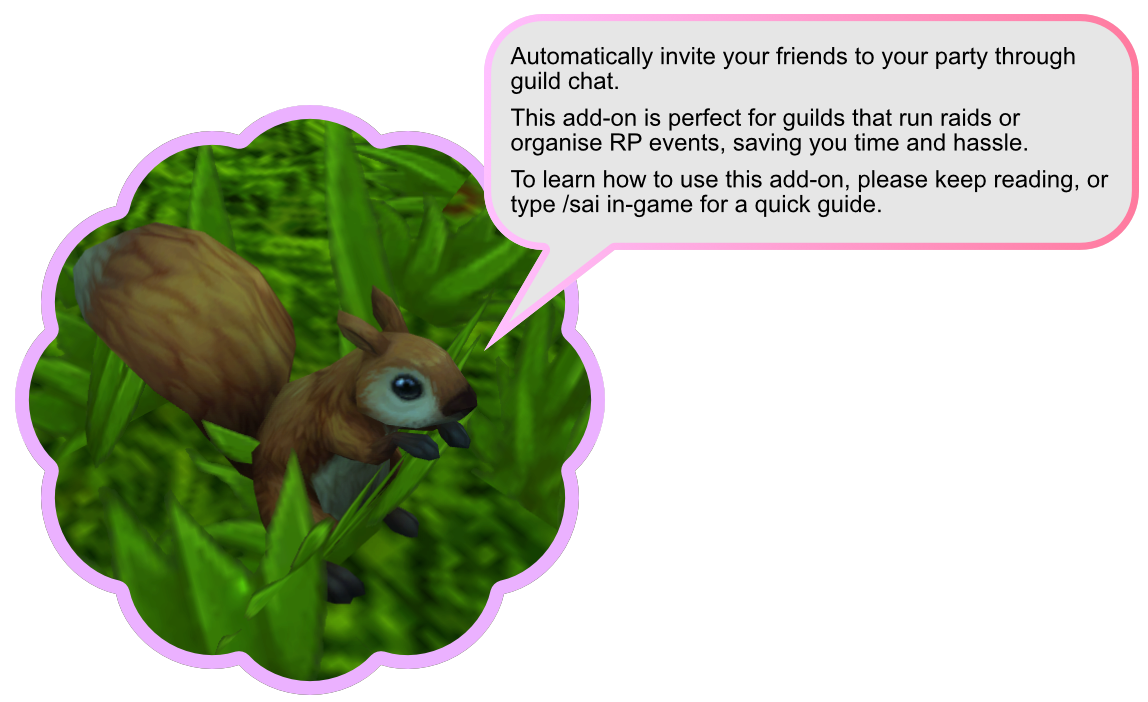 Automatically invite your friends to your party through
guild chat.
This add-on is perfect for guilds that run raids or
organise RP events, saving you time and hassle.
To learn how to use this add-on, please keep reading, or
type /sai in-game for a quick guide.